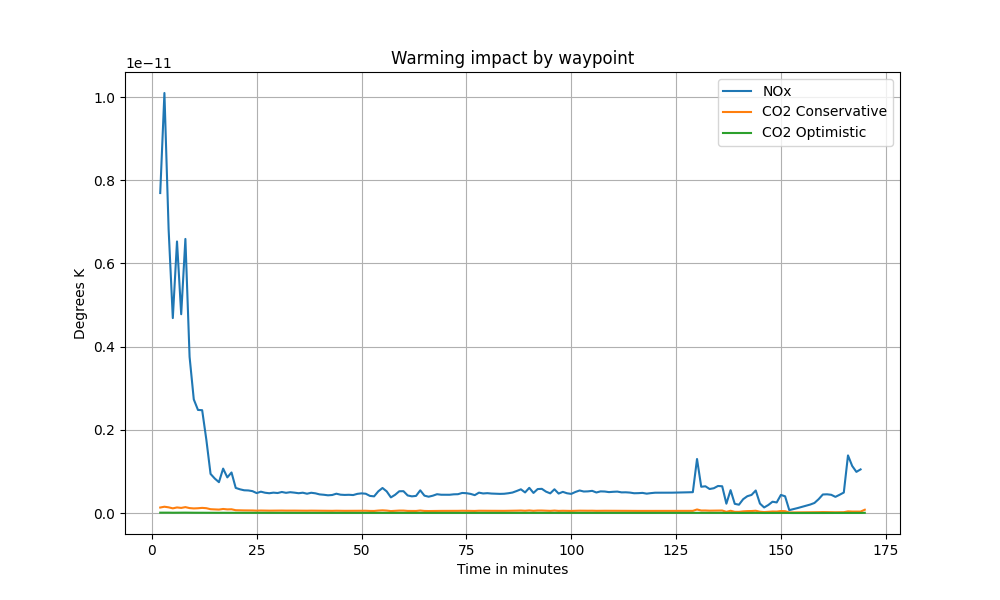 Warming impact by waypoint
1e−11
NOx
CO2 Conservative
CO2 Optimistic
1.0
0.8
0.6
0.4
0.2
0.0
Degrees K
0 25 50 75 100 125 150 175
Time in minutes